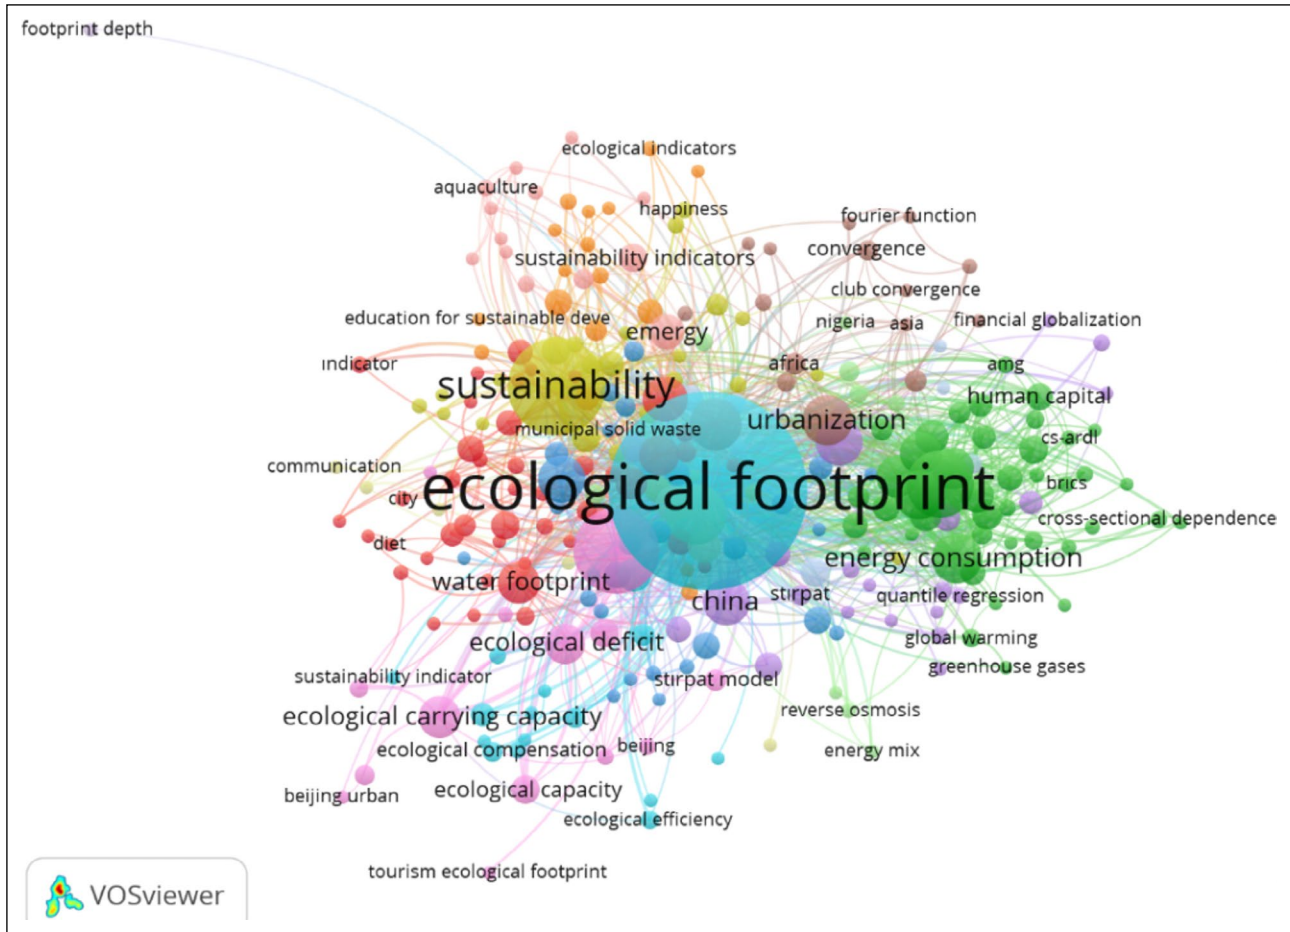 footprint depth
ecological indicators
aquaculture
happiness
fourier function
convergence
sustainability indicators
club convergence
education for sustainable deve
emergy
nigeria
asia
financial globalization
indicator
africa
amg
sustainability
human capital
urbanization
municipal solid waste
cs-ardl
communication
ecological footprint
brics
city
cross-sectional dependence
diet
energy consumption
water footprint
china
stirpat
quantile regression
global warming
ecological deficit
greenhouse gases
sustainability indicator
stirpat model
reverse osmosis
ecological carrying capacity
ecological compensation
beijing
energy mix
beijing urban
ecological capacity
ecological efficiency
tourism ecological footprint
VOSviewer